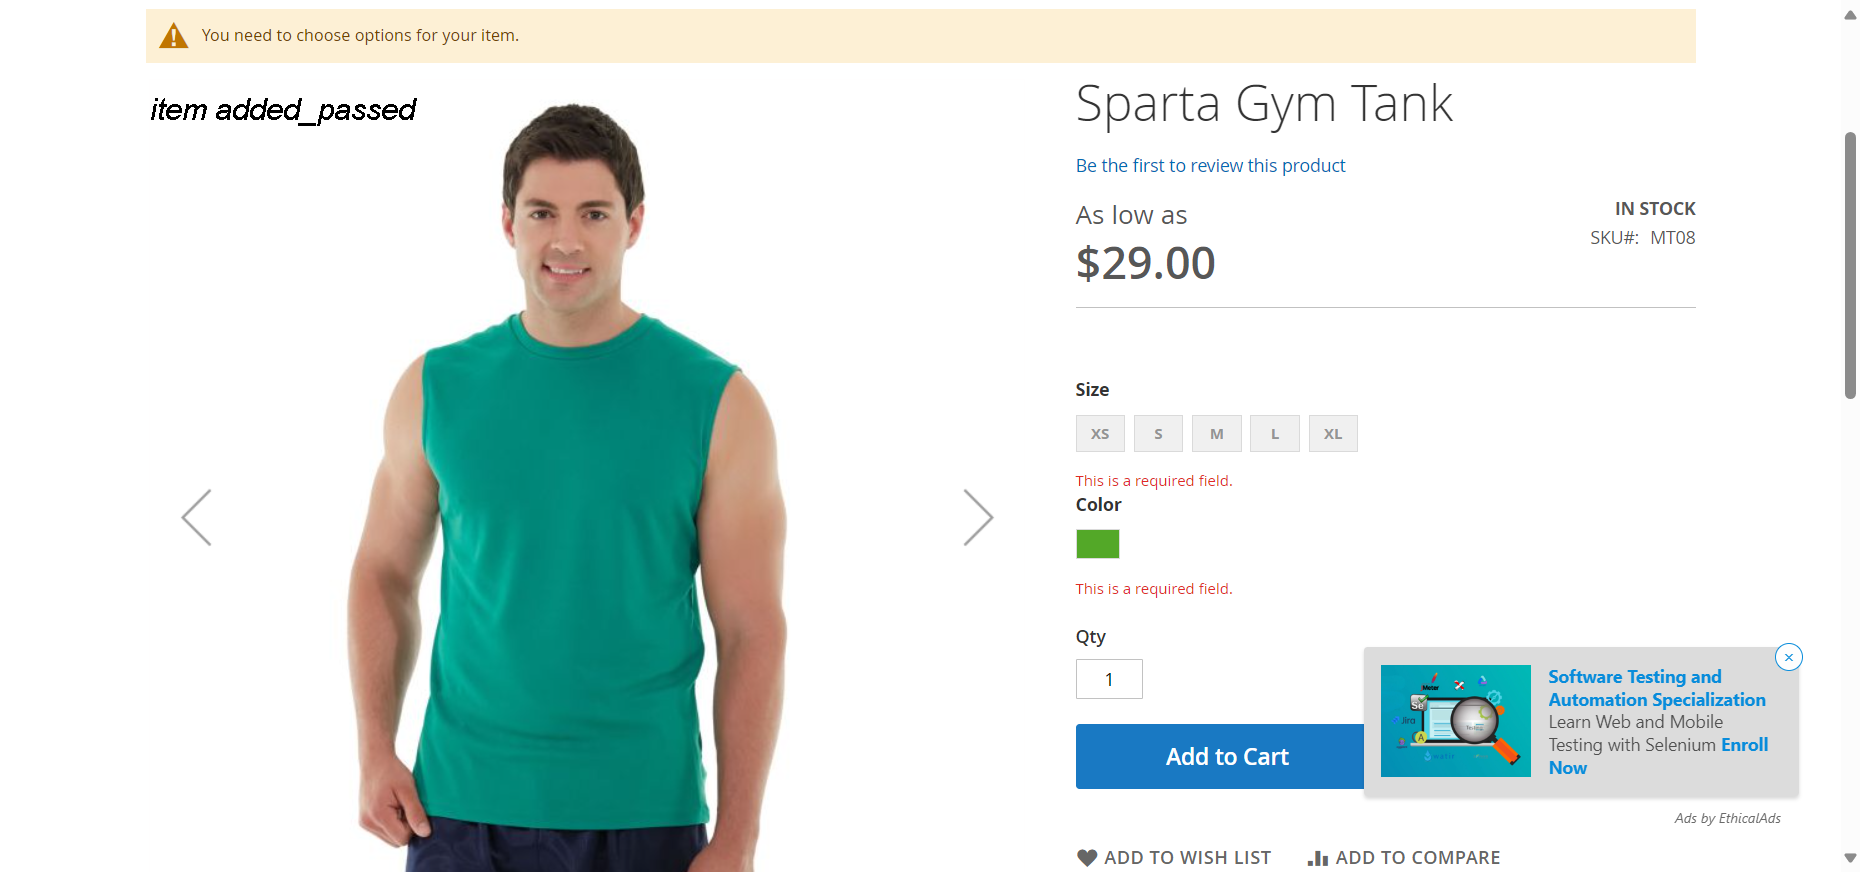 You need to choose options for your item.
item added_passed
Sparta Gym Tank
Be the first to review this product
As low as
$29.00
IN STOCK
SKU#: MT08
Size
XS S M L XL
This is a required field.
Color
This is a required field.
Qty
1
Add to Cart
Software Testing and
Automation Specialization
Learn Web and Mobile
Testing with Selenium Enroll
Now
Ads by EthicalAds
ADD TO WISH LIST
ADD TO COMPARE